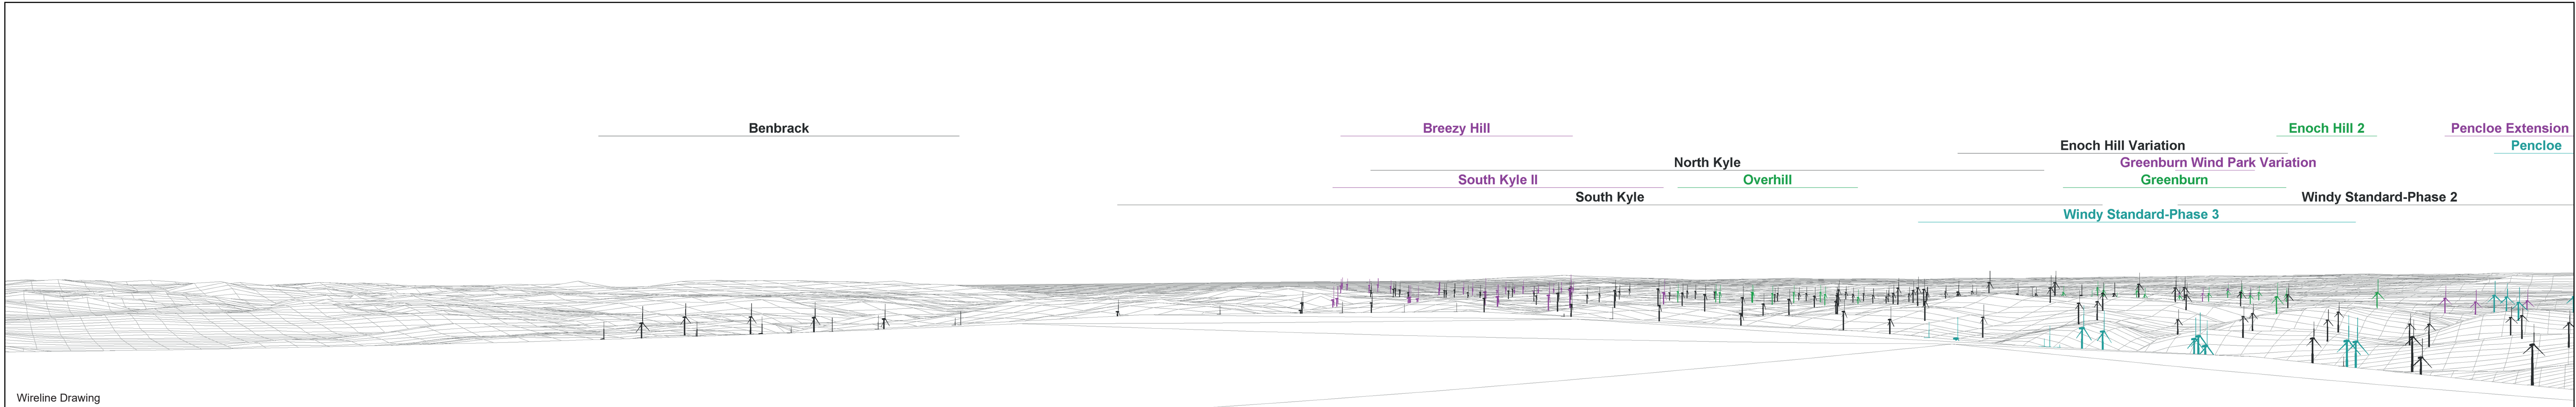 Benbrack
Breezy Hill
Enoch Hill 2
Pencloe Extension
Enoch Hill Variation
Pencloe
North Kyle
Greenburn Wind Park Variation
South Kyle II
Overhill
Greenburn
South Kyle
Windy Standard-Phase 2
Windy Standard-Phase 3
Wireline Drawing